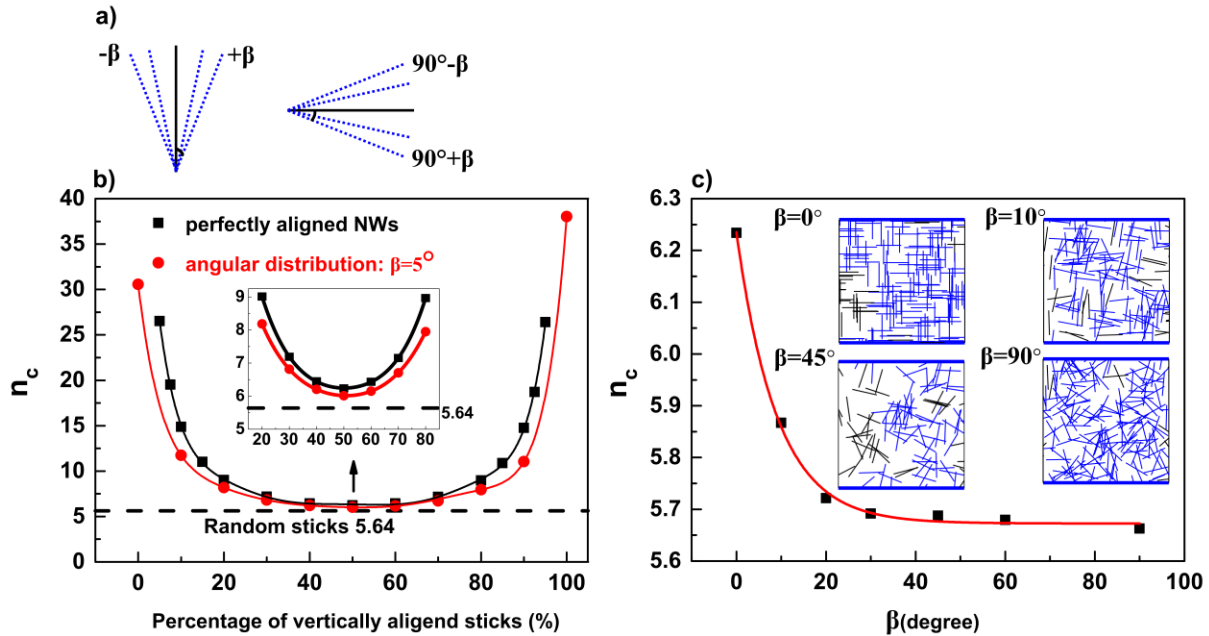 a)
-β
+β
90°-β
90°+β
b)
40
35
30
25
20
15
10
5
0
n_c
perfectly aligned NWs
angular distribution: β=5°
9
8
7
6
5
20 30 40 50 60 70 80
5.64
Random sticks 5.64
0 20 40 60 80 100
Percentage of vertically aligend sticks (%)
c)
6.3
6.2
6.1
6.0
5.9
5.8
5.7
5.6
n_c
β=0°
β=10°
β=45°
β=90°
0 20 40 60 80 100
β(degree)